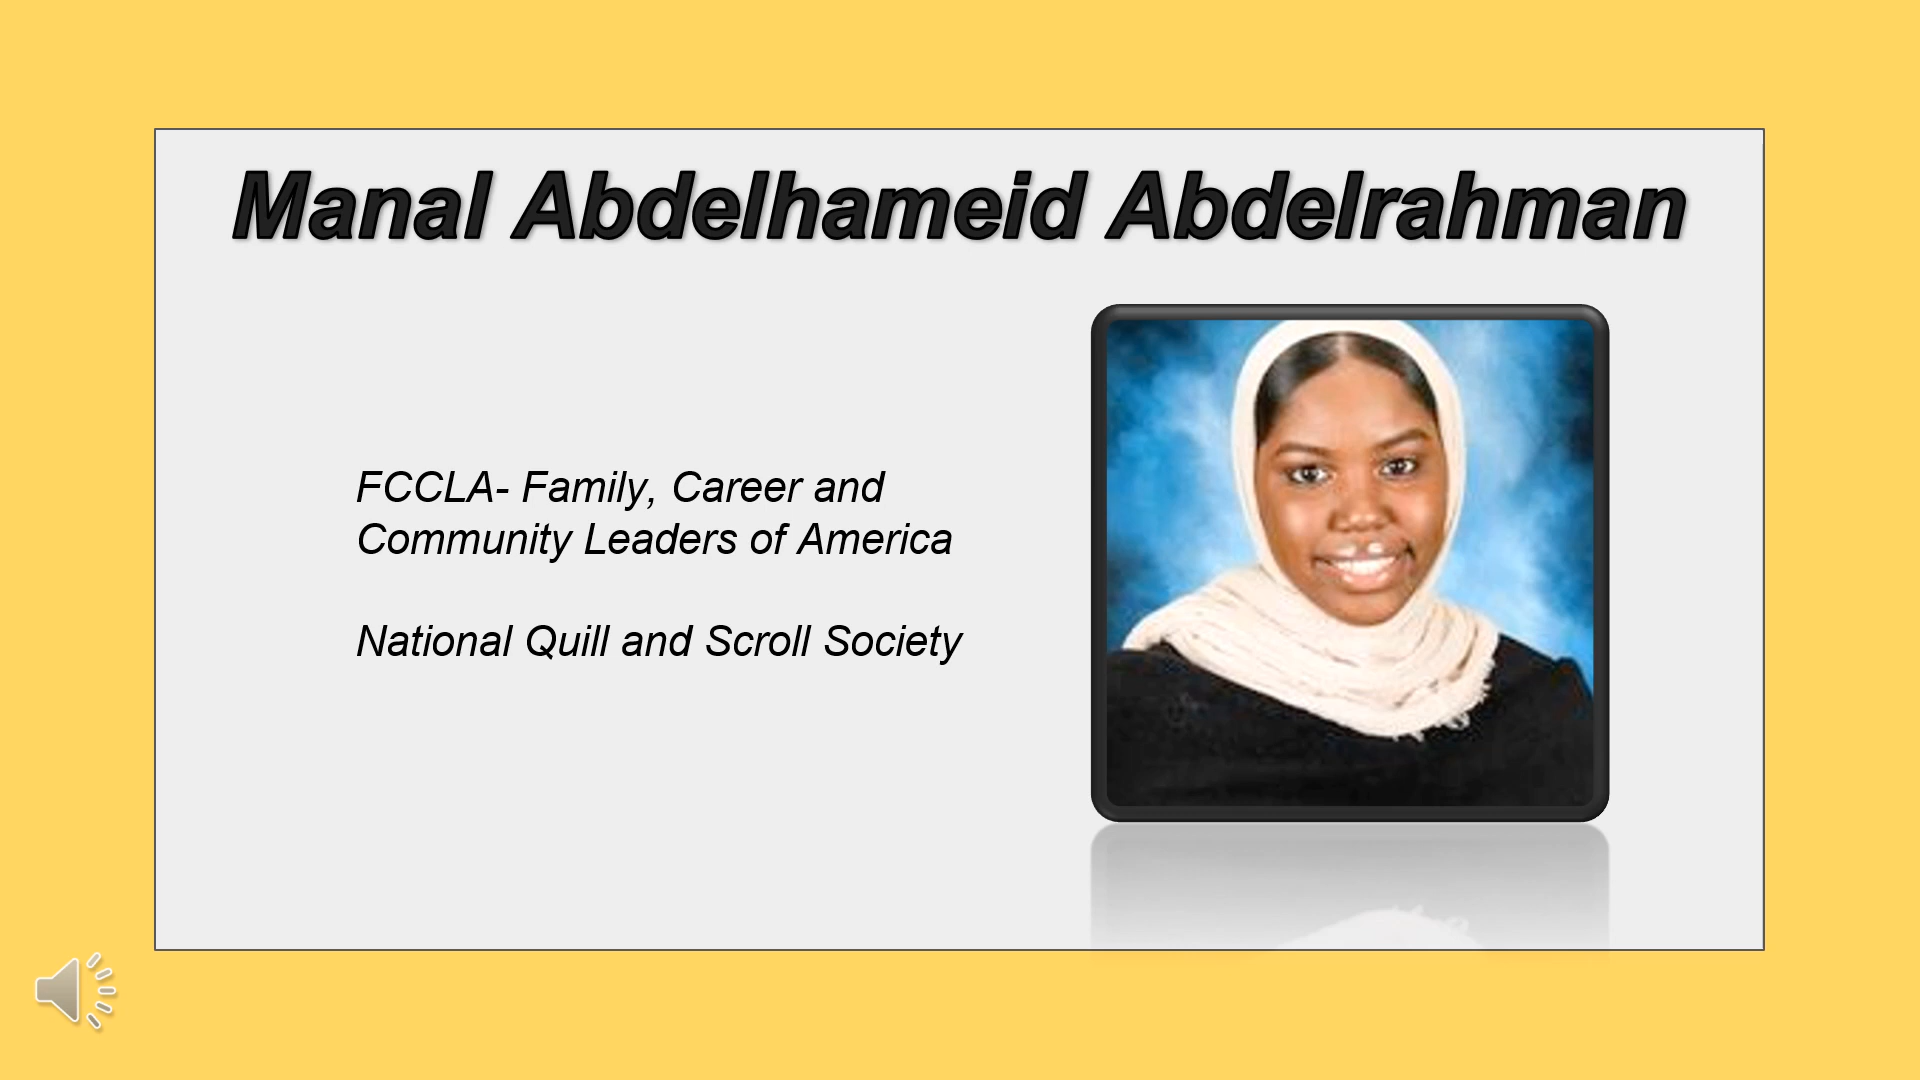 Manal Abdelhameid Abdelrahman
FCCLA- Family, Career and
Community Leaders of America
National Quill and Scroll Society